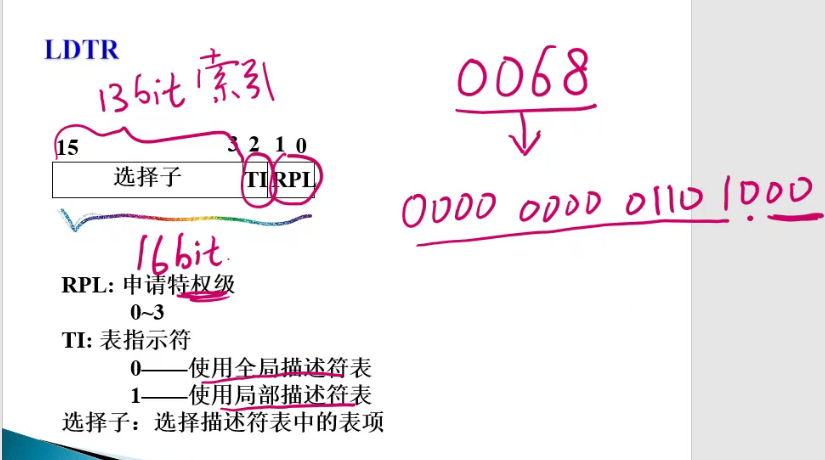 LDTR
13bit 索引
0068
15 3 2 1 0
选择子 TI RPL
0000 0000 0110 1000
16bit.
RPL: 申请特权级
0~3
TI: 表指示符
0——使用全局描述符表
1——使用局部描述符表
选择子：选择描述符表中的表项